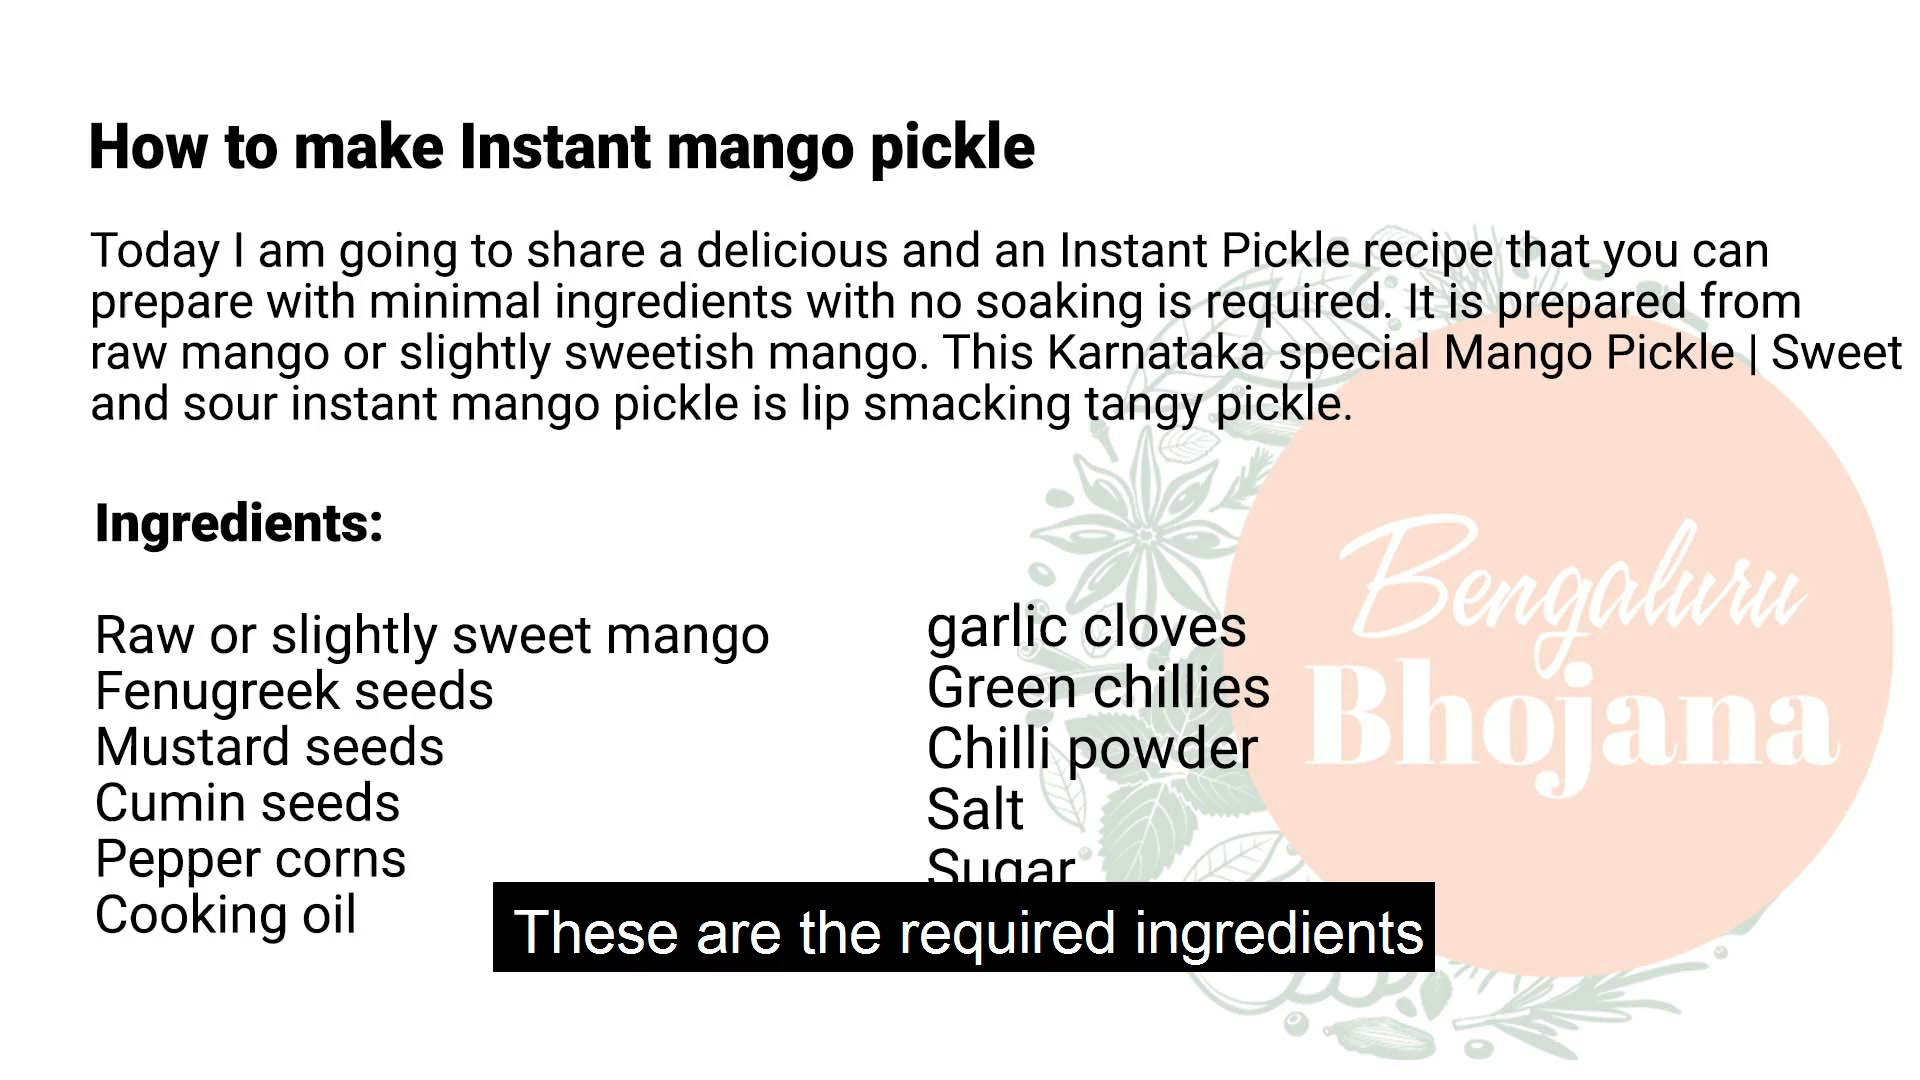 How to make Instant mango pickle
Today I am going to share a delicious and an Instant Pickle recipe that you can
prepare with minimal ingredients with no soaking is required. It is prepared from
raw mango or slightly sweetish mango. This Karnataka special Mango Pickle | Sweet
and sour instant mango pickle is lip smacking tangy pickle.
Ingredients:
Raw or slightly sweet mango
Fenugreek seeds
Mustard seeds
Cumin seeds
Pepper corns
Cooking oil
garlic cloves
Green chillies
Chilli powder
Salt
Sugar
Bengaluru
Bhojana
These are the required ingredients